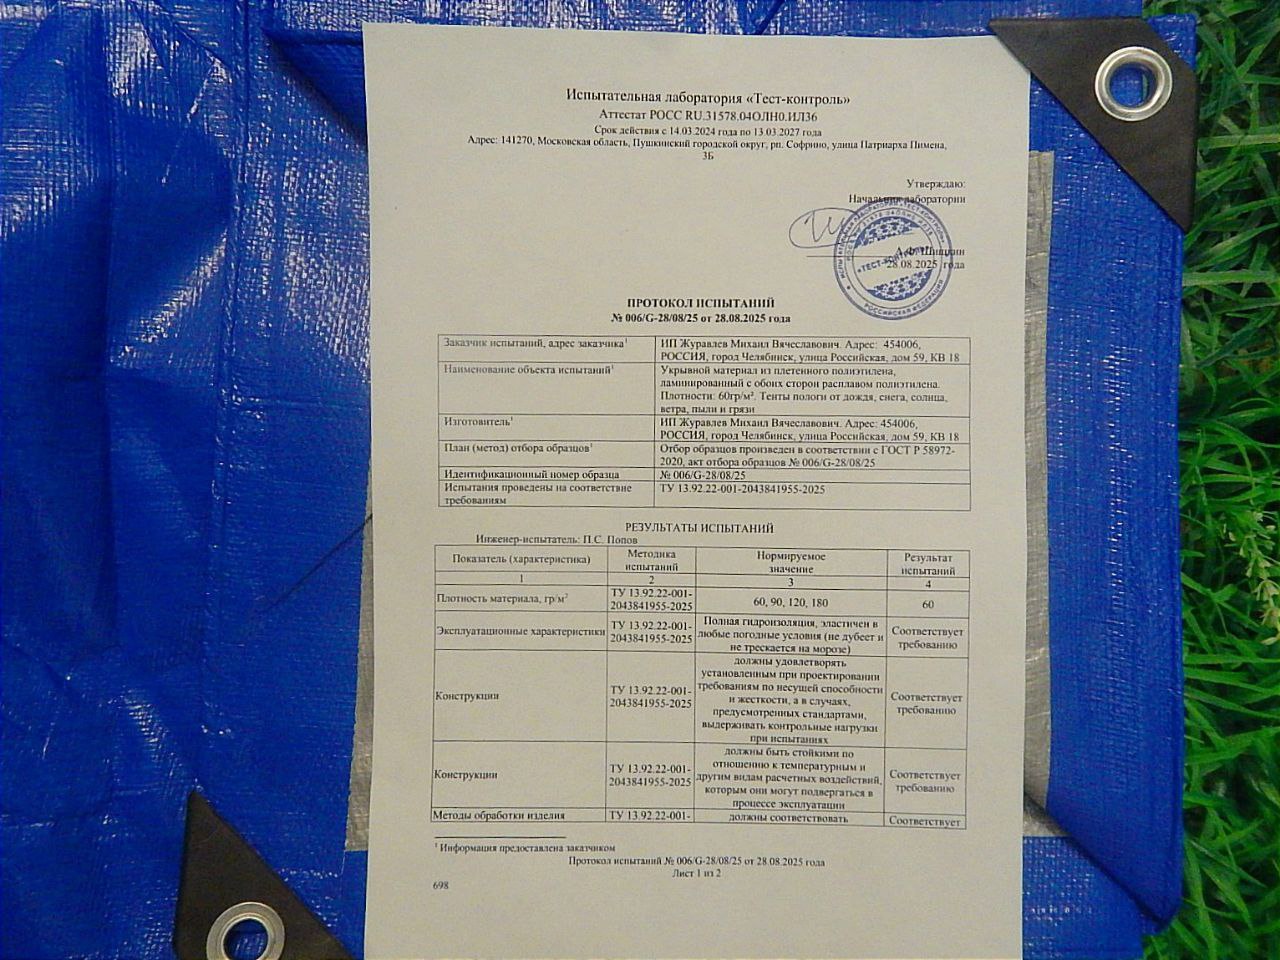 Испытательная лаборатория «Тест-контроль»
Аттестат РОСС RU.31578.04ОЛН0.ИЛ36
Срок действия с 14.03.2024 года по 13.03.2027 года
Адрес: 141270, Московская область, Пушкинский городской округ, рп. Софрино, улица Патриарха Пимена,
3Б
Утверждаю:
Начальник лаборатории
А.Ф. Шишкин
28.08.2025 года
«ТЕСТ-КОНТРОЛЬ»
РОССИЙСКАЯ ФЕДЕРАЦИЯ
ПРОТОКОЛ ИСПЫТАНИЙ
№ 006/G-28/08/25 от 28.08.2025 года
Заказчик испытаний, адрес заказчика¹
ИП Журавлев Михаил Вячеславович. Адрес: 454006,
РОССИЯ, город Челябинск, улица Российская, дом 59, КВ 18
Наименование объекта испытаний¹
Укрывной материал из плетенного полиэтилена,
ламинированный с обоих сторон расплавом полиэтилена.
Плотности: 60гр/м². Тенты пологи от дождя, снега, солнца,
ветра, пыли и грязи
Изготовитель¹
ИП Журавлев Михаил Вячеславович. Адрес: 454006,
РОССИЯ, город Челябинск, улица Российская, дом 59, КВ 18
План (метод) отбора образцов¹
Отбор образцов произведен в соответствии с ГОСТ Р 58972-
2020, акт отбора образцов № 006/G-28/08/25
Идентификационный номер образца
№ 006/G-28/08/25
Испытания проведены на соответствие
требованиям
ТУ 13.92.22-001-2043841955-2025
РЕЗУЛЬТАТЫ ИСПЫТАНИЙ
Инженер-испытатель: П.С. Попов
Показатель (характеристика)
Методика
испытаний
Нормируемое
значение
Результат
испытаний
1
2
3
4
Плотность материала, гр/м²
ТУ 13.92.22-001-
2043841955-2025
60, 90, 120, 180
60
Эксплуатационные характеристики
ТУ 13.92.22-001-
2043841955-2025
Полная гидроизоляция, эластичен в
любые погодные условия (не дубеет и
не трескается на морозе)
Соответствует
требованию
Конструкции
ТУ 13.92.22-001-
2043841955-2025
должны удовлетворять
установленным при проектировании
требованиям по несущей способности
и жесткости, а в случаях,
предусмотренных стандартами,
выдерживать контрольные нагрузки
при испытаниях
Соответствует
требованию
Конструкции
ТУ 13.92.22-001-
2043841955-2025
должны быть стойкими по
отношению к температурным и
другим видам расчетных воздействий,
которым они могут подвергаться в
процессе эксплуатации
Соответствует
требованию
Методы обработки изделия
ТУ 13.92.22-001-
должны соответствовать
Соответствует
¹ Информация предоставлена заказчиком
Протокол испытаний № 006/G-28/08/25 от 28.08.2025 года
Лист 1 из 2
698